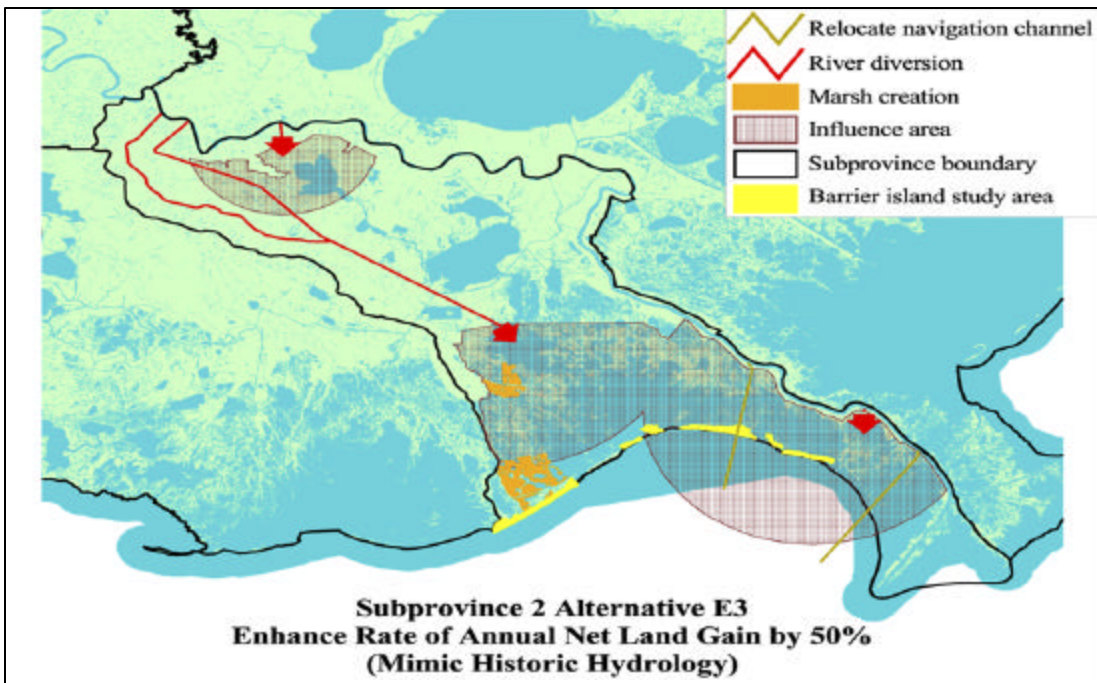 Relocate navigation channel
River diversion
Marsh creation
Influence area
Subprovince boundary
Barrier island study area
Subprovince 2 Alternative E3
Enhance Rate of Annual Net Land Gain by 50%
(Mimic Historic Hydrology)